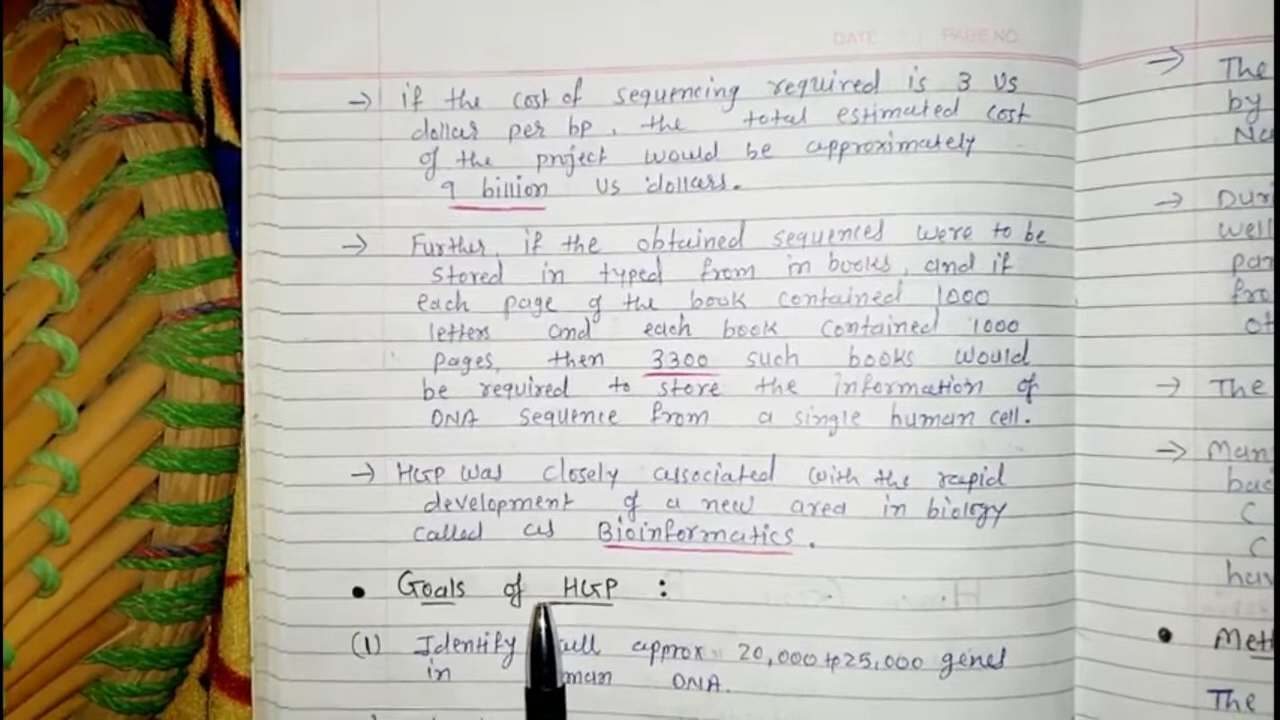 DATE PAGE NO.
→ if the cost of sequencing required is 3 US
dollar per bp, the total estimated cost
of the project would be approximately
9 billion US dollars.
→ Further, if the obtained sequences were to be
stored in typed from in books, and if
each page of the book contained 1000
letters and each book contained 1000
pages, then 3300 such books would
be required to store the information of
DNA sequence from a single human cell.
→ HGP was closely associated with the rapid
development of a new area in biology
called as Bioinformatics.
• Goals of HGP :
(1) Identify all approx 20,000 to 25,000 genes
in DNA.
→ The
by
→
well
→ The
→
• 
The